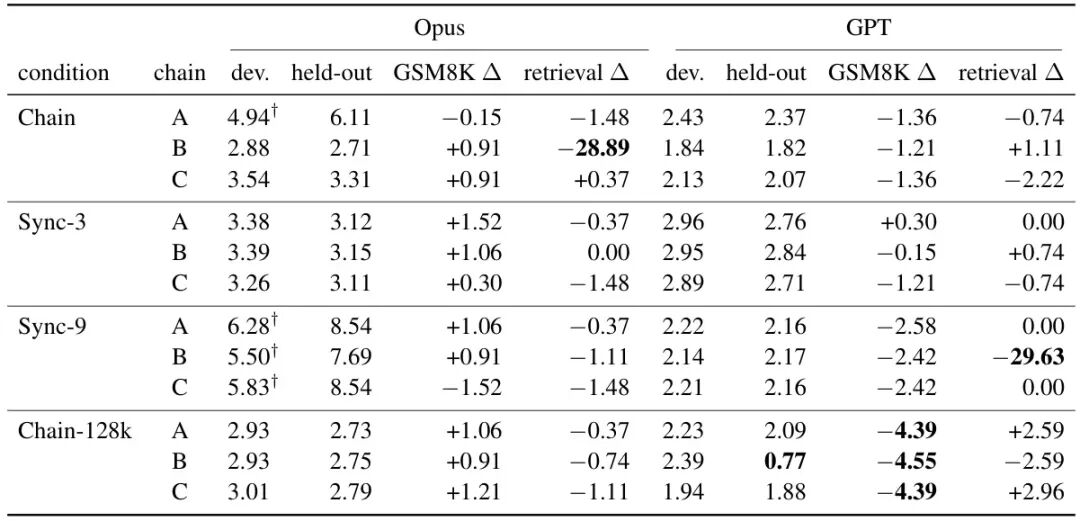 Opus GPT
condition chain dev. held-out GSM8K Δ retrieval Δ dev. held-out GSM8K Δ retrieval Δ
Chain A 4.94† 6.11 −0.15 −1.48 2.43 2.37 −1.36 −0.74
B 2.88 2.71 +0.91 −28.89 1.84 1.82 −1.21 +1.11
C 3.54 3.31 +0.91 +0.37 2.13 2.07 −1.36 −2.22
Sync-3 A 3.38 3.12 +1.52 −0.37 2.96 2.76 +0.30 0.00
B 3.39 3.15 +1.06 0.00 2.95 2.84 −0.15 +0.74
C 3.26 3.11 +0.30 −1.48 2.89 2.71 −1.21 −0.74
Sync-9 A 6.28† 8.54 +1.06 −0.37 2.22 2.16 −2.58 0.00
B 5.50† 7.69 +0.91 −1.11 2.14 2.17 −2.42 −29.63
C 5.83† 8.54 −1.52 −1.48 2.21 2.16 −2.42 0.00
Chain-128k A 2.93 2.73 +1.06 −0.37 2.23 2.09 −4.39 +2.59
B 2.93 2.75 +0.91 −0.74 2.39 0.77 −4.55 −2.59
C 3.01 2.79 +1.21 −1.11 1.94 1.88 −4.39 +2.96